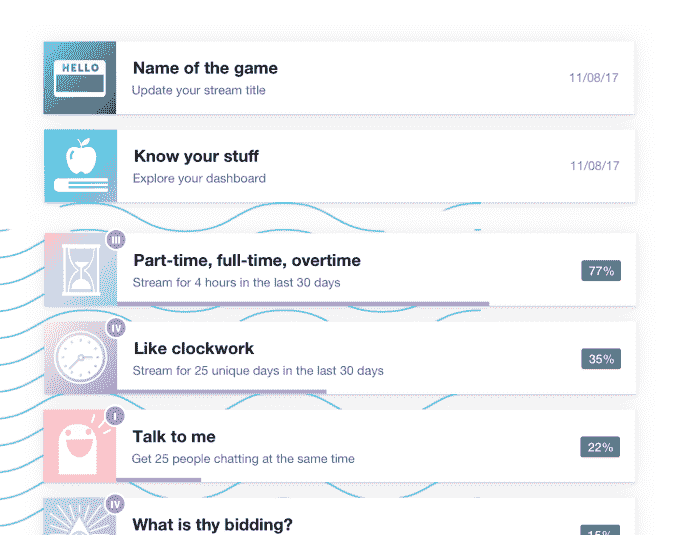 HELLO
Name of the game
Update your stream title
11/08/17
Know your stuff
Explore your dashboard
11/08/17
III
Part-time, full-time, overtime
Stream for 4 hours in the last 30 days
77%
IV
Like clockwork
Stream for 25 unique days in the last 30 days
35%
I
Talk to me
Get 25 people chatting at the same time
22%
IV
What is thy bidding?
15%